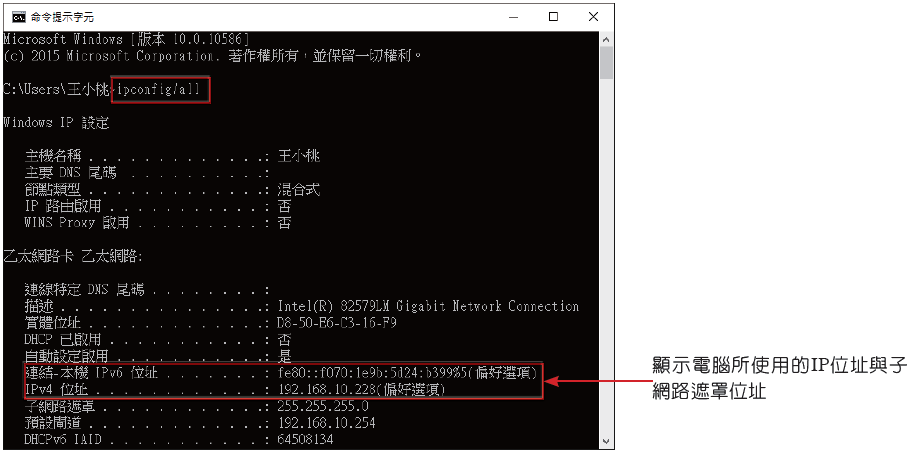 命令提示字元
Microsoft Windows [版本 10.0.10586]
(c) 2015 Microsoft Corporation. 著作權所有，並保留一切權利。
C:\Users\王小桃>ipconfig/all
Windows IP 設定
主機名稱 . . . . . . . . . . . . . : 王小桃
主要 DNS 尾碼 . . . . . . . . . . :
節點類型 . . . . . . . . . . . . . : 混合式
IP 路由啟用 . . . . . . . . . . . : 否
WINS Proxy 啟用 . . . . . . . . . : 否
乙太網路卡 乙太網路:
連線特定 DNS 尾碼 . . . . . . . . :
描述 . . . . . . . . . . . . . . . : Intel(R) 82579LM Gigabit Network Connection
實體位址 . . . . . . . . . . . . . : D8-50-E6-C3-16-F9
DHCP 已啟用 . . . . . . . . . . . : 否
自動設定啟用 . . . . . . . . . . . : 是
連結-本機 IPv6 位址 . . . . . . . : fe80::f070:1e9b:5d24:b399%5(偏好選項)
IPv4 位址 . . . . . . . . . . . . : 192.168.10.228(偏好選項)
子網路遮罩 . . . . . . . . . . . . : 255.255.255.0
預設閘道 . . . . . . . . . . . . . : 192.168.10.254
DHCPv6 IAID . . . . . . . . . . . : 64508134
顯示電腦所使用的IP位址與子
網路遮罩位址